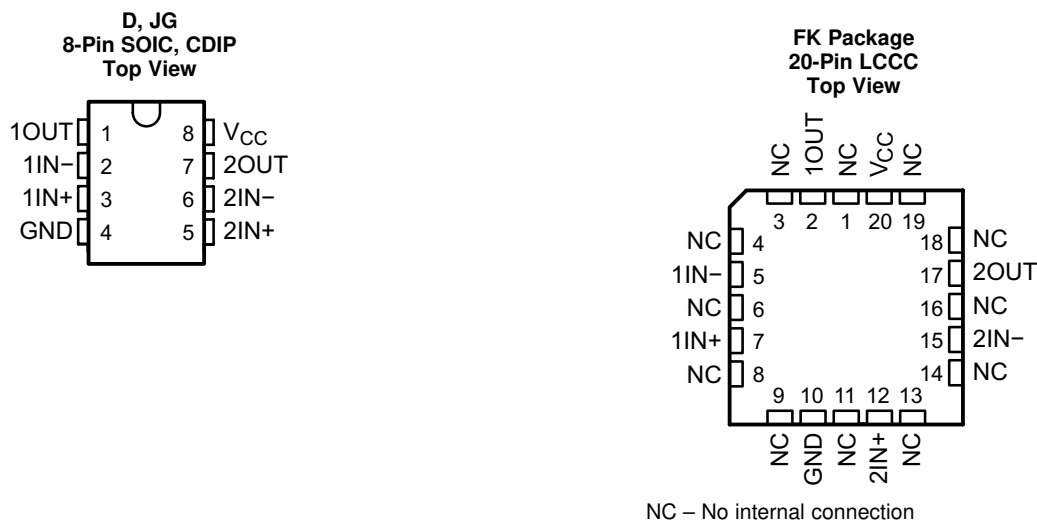 D, JG
8-Pin SOIC, CDIP
Top View
1OUT 1 8 VCC
1IN− 2 7 2OUT
1IN+ 3 6 2IN−
GND 4 5 2IN+
FK Package
20-Pin LCCC
Top View
NC 1OUT NC VCC NC
3 2 1 20 19
NC 4 18 NC
1IN− 5 17 2OUT
NC 6 16 NC
1IN+ 7 15 2IN−
NC 8 14 NC
9 10 11 12 13
NC GND NC 2IN+ NC
NC – No internal connection